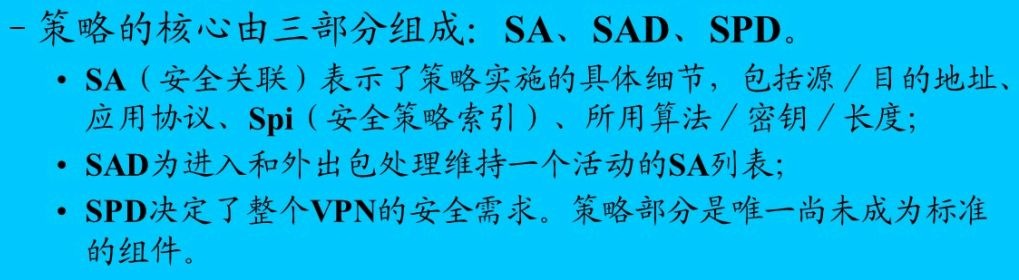 – 策略的核心由三部分组成：SA、SAD、SPD。
• SA（安全关联）表示了策略实施的具体细节，包括源／目的地址、
应用协议、Spi（安全策略索引）、所用算法／密钥／长度；
• SAD为进入和外出包处理维持一个活动的SA列表；
• SPD决定了整个VPN的安全需求。策略部分是唯一尚未成为标准
的组件。